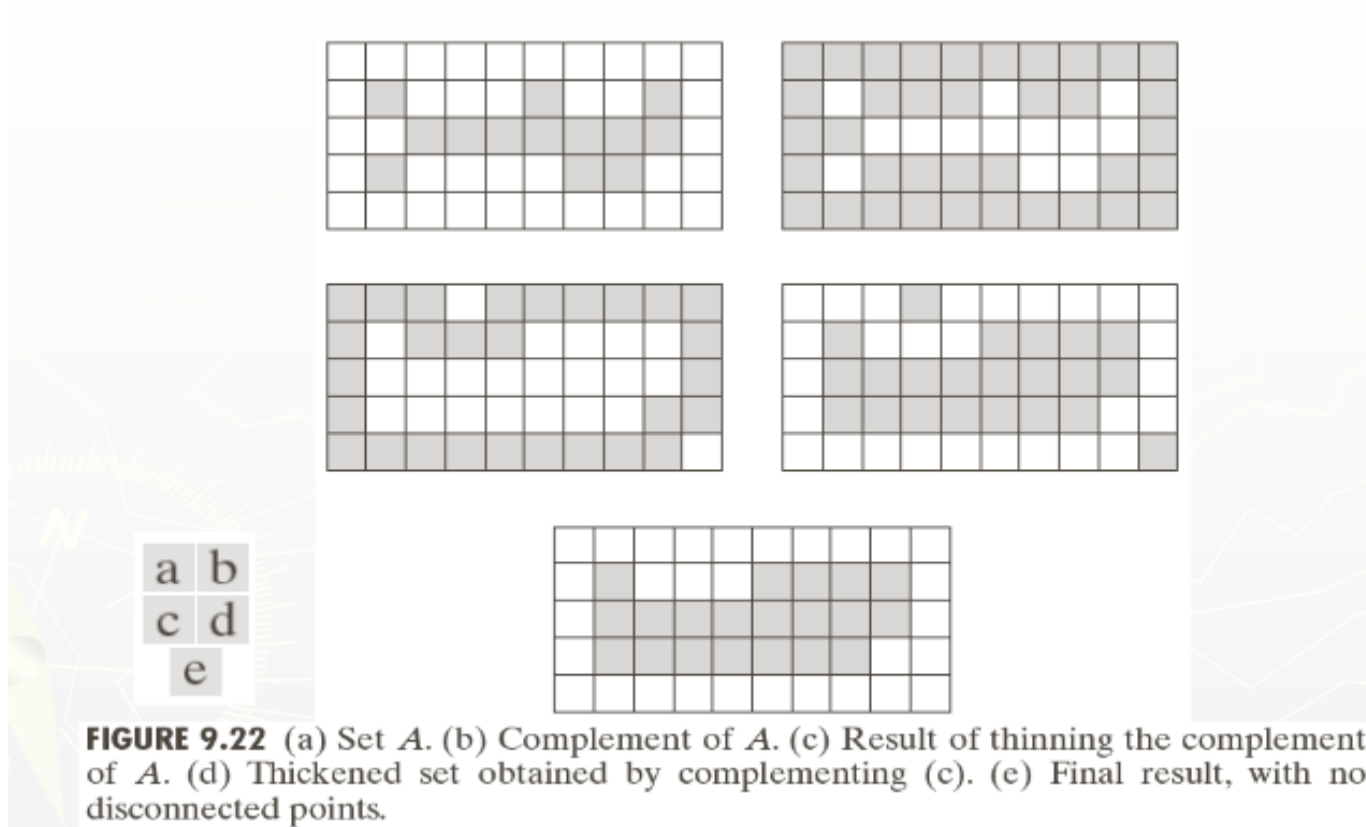 N
a b
c d
e
FIGURE 9.22 (a) Set A. (b) Complement of A. (c) Result of thinning the complement
of A. (d) Thickened set obtained by complementing (c). (e) Final result, with no
disconnected points.